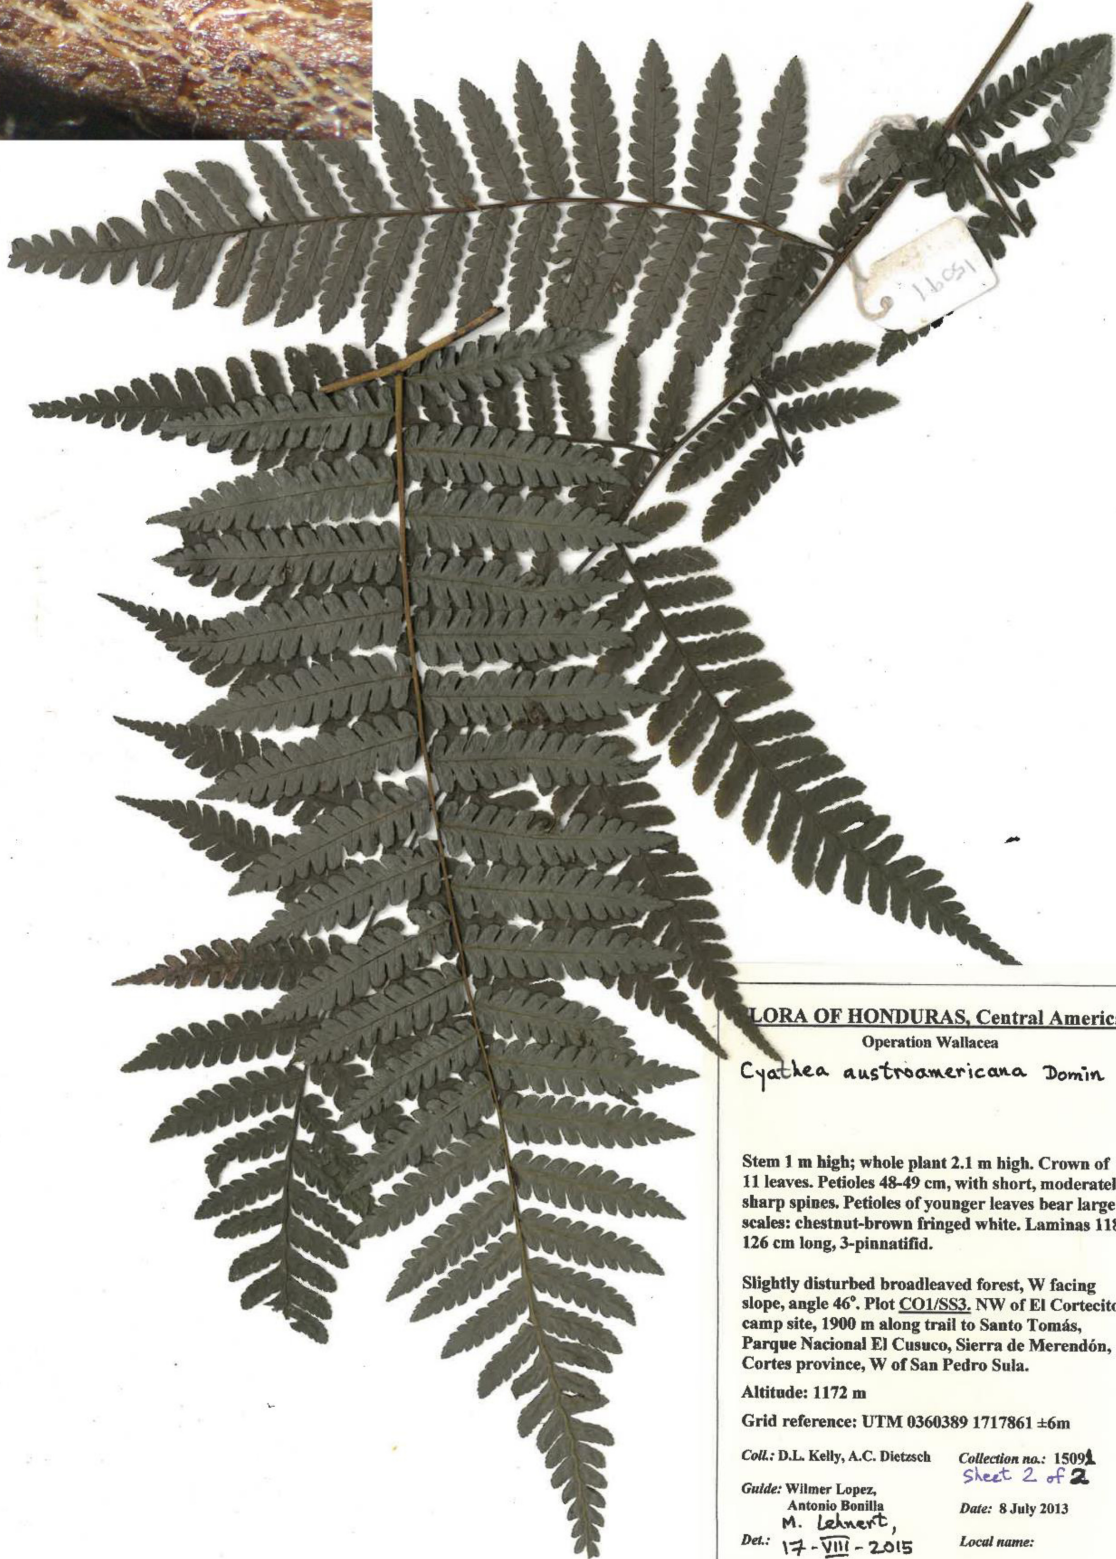 15091
LORA OF HONDURAS, Central Americ
Operation Wallacea
Cyathea austroamericana Domin
Stem 1 m high; whole plant 2.1 m high. Crown of
11 leaves. Petioles 48-49 cm, with short, moderatel
sharp spines. Petioles of younger leaves bear large
scales: chestnut-brown fringed white. Laminas 118
126 cm long, 3-pinnatifid.
Slightly disturbed broadleaved forest, W facing
slope, angle 46°. Plot CO1/SS3. NW of El Cortecito
camp site, 1900 m along trail to Santo Tomás,
Parque Nacional El Cusuco, Sierra de Merendón,
Cortes province, W of San Pedro Sula.
Altitude: 1172 m
Grid reference: UTM 0360389 1717861 ±6m
Coll.: D.L. Kelly, A.C. Dietzsch Collection no.: 15091
Sheet 2 of 2
Guide: Wilmer Lopez,
Antonio Bonilla Date: 8 July 2013
M. Lehnert,
Det.: 17-VIII-2015 Local name: